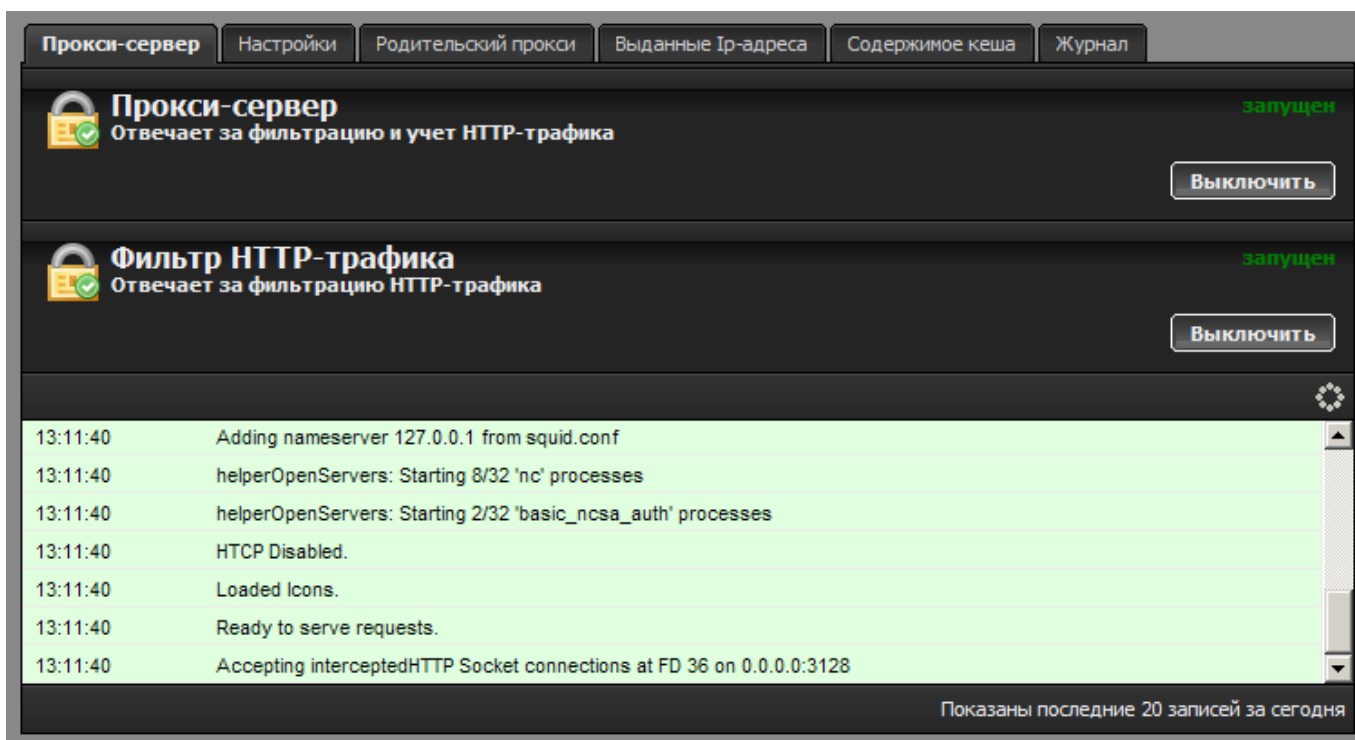 Прокси-сервер Настройки Родительский прокси Выданные Ip-адреса Содержимое кеша Журнал
Прокси-сервер запущен
Отвечает за фильтрацию и учет HTTP-трафика
Выключить
Фильтр HTTP-трафика запущен
Отвечает за фильтрацию HTTP-трафика
Выключить
13:11:40 Adding nameserver 127.0.0.1 from squid.conf
13:11:40 helperOpenServers: Starting 8/32 'nc' processes
13:11:40 helperOpenServers: Starting 2/32 'basic_ncsa_auth' processes
13:11:40 HTCP Disabled.
13:11:40 Loaded Icons.
13:11:40 Ready to serve requests.
13:11:40 Accepting interceptedHTTP Socket connections at FD 36 on 0.0.0.0:3128
Показаны последние 20 записей за сегодня